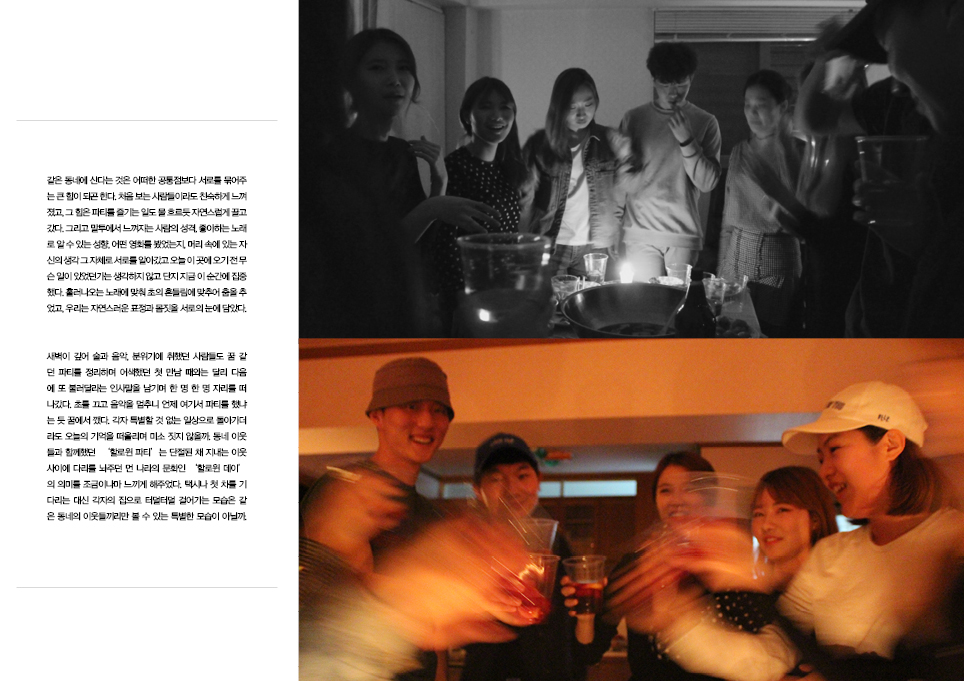 같은 동네에 산다는 것은 어떠한 공통점보다 서로를 묶어주
는 큰 힘이 되곤 한다. 처음 보는 사람들이라도 친숙하게 느껴
졌고, 그 힘은 파티를 즐기는 일도 물 흐르듯 자연스럽게 끌고
갔다. 그리고 말투에서 느껴지는 사람의 성격, 좋아하는 노래
로 알 수 있는 성향, 어떤 영화를 봤었는지, 머리 속에 있는 자
신의 생각 그 자체로 서로를 알아갔고 오늘 이 곳에 오기 전 무
슨 일이 있었던가는 생각하지 않고 단지 지금 이 순간에 집중
했다. 흘러나오는 노래에 맞춰 초의 흔들림에 맞추어 춤을 추
었고, 우리는 자연스러운 표정과 몸짓을 서로의 눈에 담았다.
새벽이 깊어 술과 음악, 분위기에 취했던 사람들도 꿈 같
던 파티를 정리하며 어색했던 첫 만남 때와는 달리 다음
에 또 불러달라는 인사말을 남기며 한 명 한 명 자리를 떠
나갔다. 초를 끄고 음악을 멈추니 언제 여기서 파티를 했냐
는 듯 꿈에서 깼다. 각자 특별할 것 없는 일상으로 돌아가더
라도 오늘의 기억을 떠올리며 미소 짓지 않을까. 동네 이웃
들과 함께했던 '할로윈 파티' 는 단절된 채 지내는 이웃
사이에 다리를 놔주던 먼 나라의 문화인 '할로윈 데이'
의 의미를 조금이나마 느끼게 해주었다. 택시나 첫 차를 기
다리는 대신 각자의 집으로 터덜터덜 걸어가는 모습은 같
은 동네의 이웃들끼리만 볼 수 있는 특별한 모습이 아닐까.